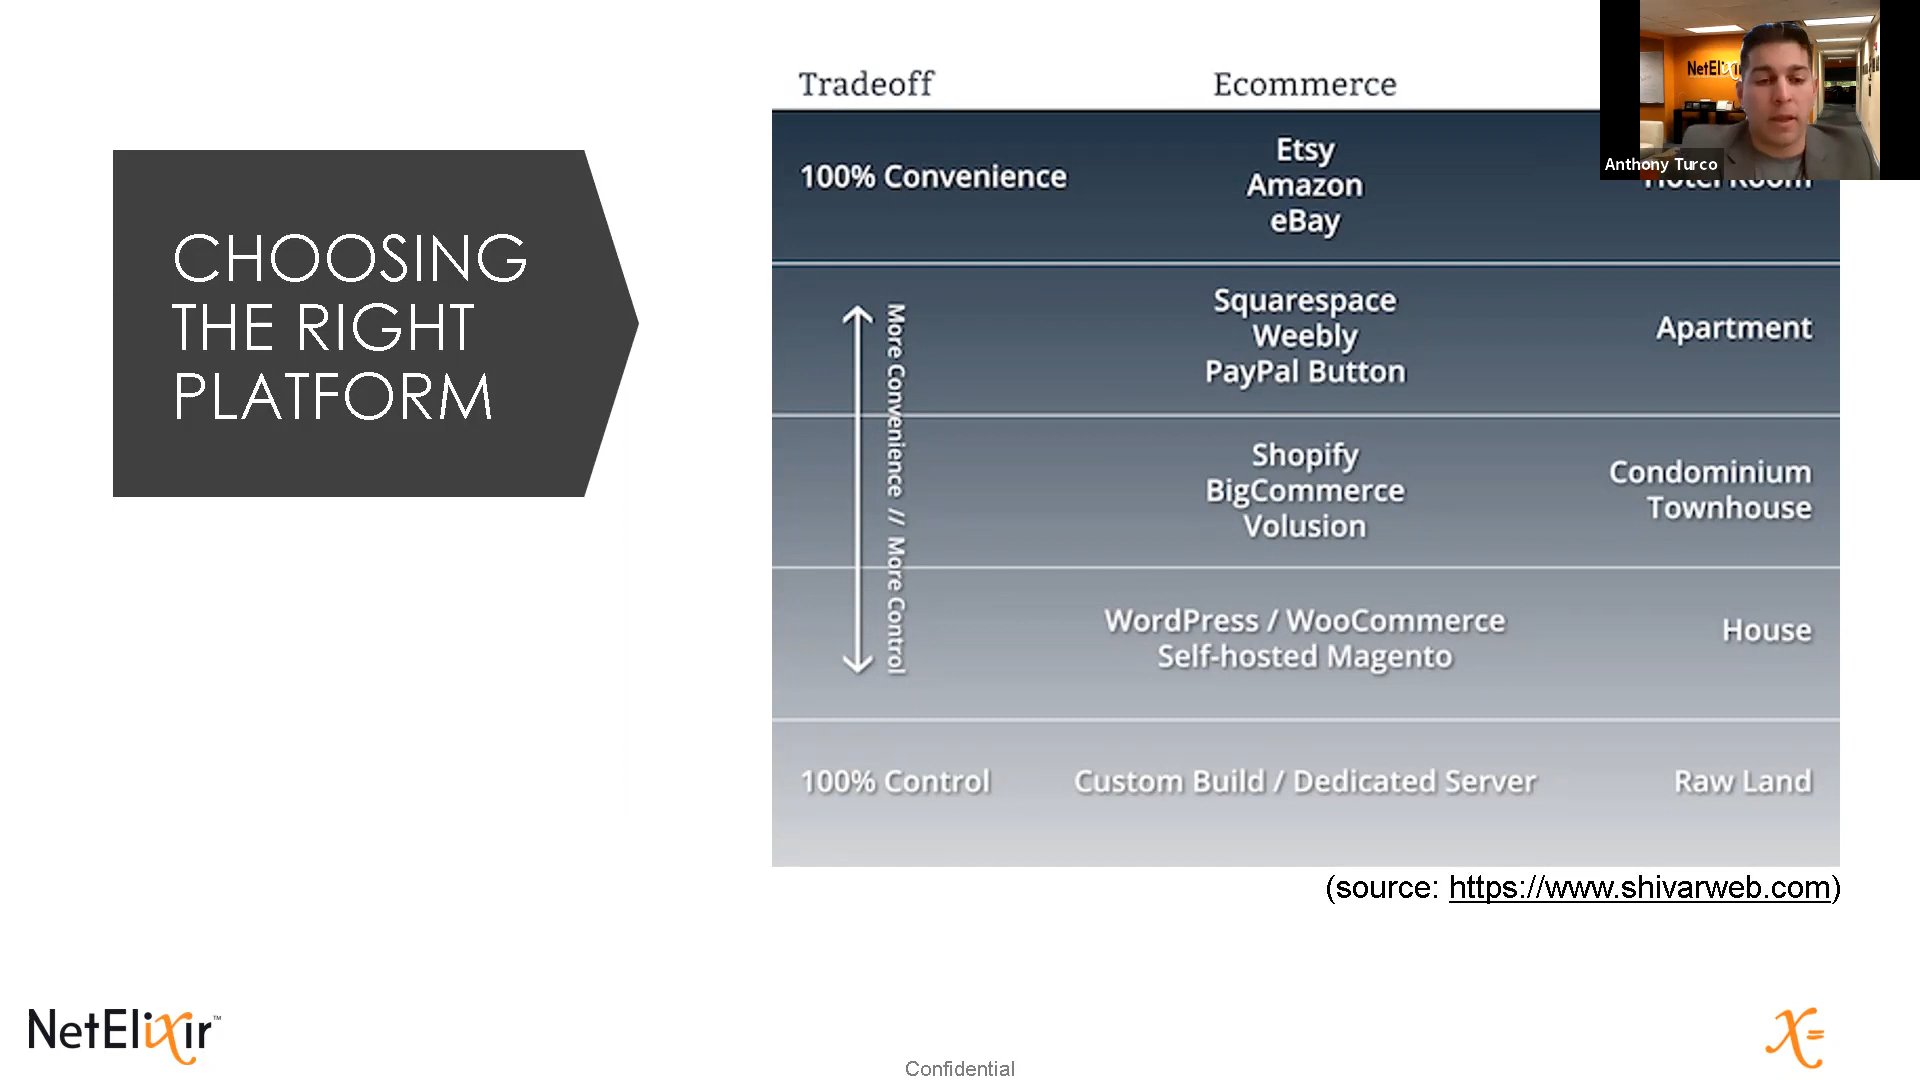 CHOOSING
THE RIGHT
PLATFORM
Tradeoff
Ecommerce
100% Convenience
Etsy
Amazon
eBay
Hotel Room
More Convenience // More Control
Squarespace
Weebly
PayPal Button
Apartment
Shopify
BigCommerce
Volusion
Condominium
Townhouse
WordPress / WooCommerce
Self-hosted Magento
House
100% Control
Custom Build / Dedicated Server
Raw Land
(source: https://www.shivarweb.com)
Anthony Turco
NetElixir™
X=
Confidential